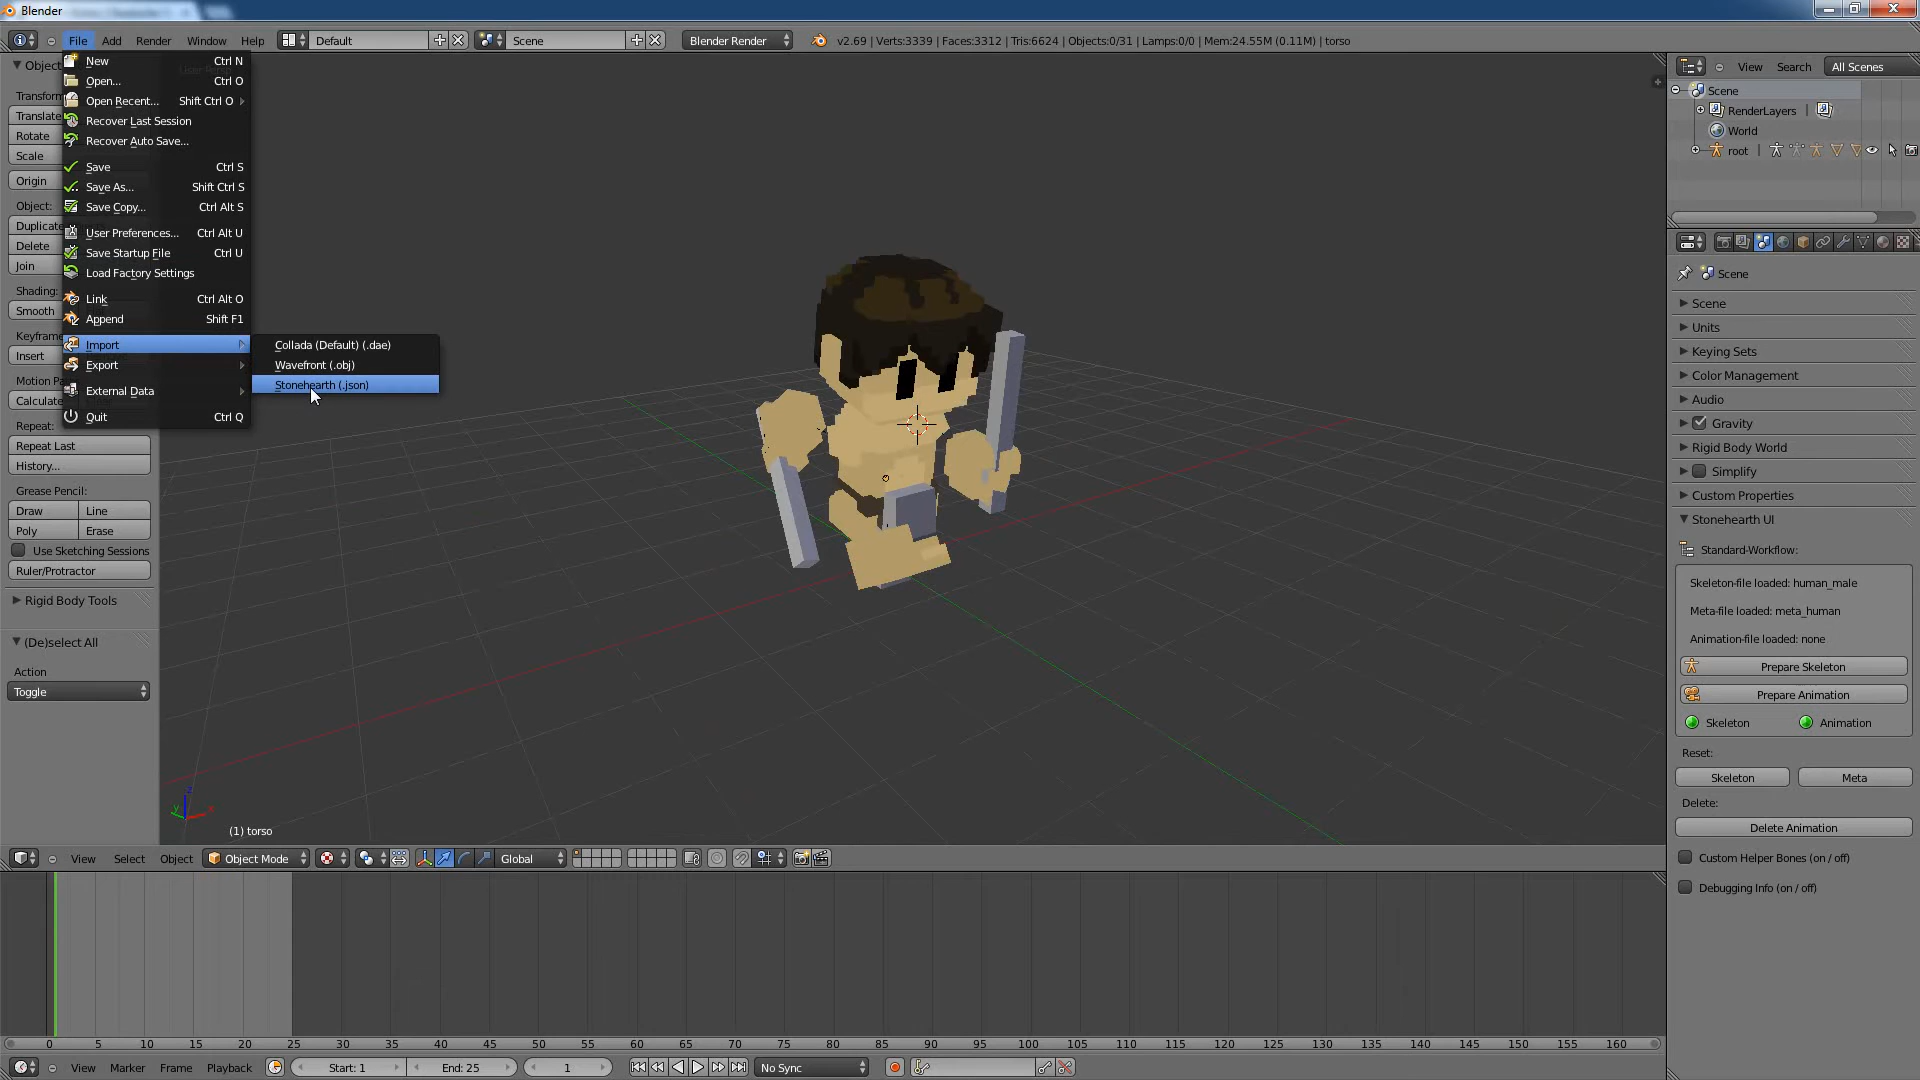 Blender
File Add Render Window Help Default Scene Blender Render v2.69 | Verts:3339 | Faces:3312 | Tris:6624 | Objects:0/31 | Lamps:0/0 | Mem:24.55M (0.11M) | torso
New Ctrl N
Open... Ctrl O
Open Recent... Shift Ctrl O
Recover Last Session
Recover Auto Save...
Save Ctrl S
Save As... Shift Ctrl S
Save Copy... Ctrl Alt S
User Preferences... Ctrl Alt U
Save Startup File Ctrl U
Load Factory Settings
Link Ctrl Alt O
Append Shift F1
Import
Export
External Data
Quit Ctrl Q
Collada (Default) (.dae)
Wavefront (.obj)
Stonehearth (.json)
Object
Transform
Translate
Rotate
Scale
Origin
Object:
Duplicate
Delete
Join
Shading:
Smooth
Keyframe
Insert
Motion Pa
Calculate
Repeat:
Repeat Last
History...
Grease Pencil:
Draw Line
Poly Erase
Use Sketching Sessions
Ruler/Protractor
Rigid Body Tools
(De)select All
Action
Toggle
z
y x
(1) torso
View Select Object Object Mode Global
0 5 10 15 20 25 30 35 40 45 50 55 60 65 70 75 80 85 90 95 100 105 110 115 120 125 130 135 140 145 150 155 160
View Marker Frame Playback Start: 1 End: 25 1 No Sync
View Search All Scenes
Scene
RenderLayers |
World
root |
Scene
Scene
Units
Keying Sets
Color Management
Audio
Gravity
Rigid Body World
Simplify
Custom Properties
Stonehearth UI
Standard-Workflow:
Skeleton-file loaded: human_male
Meta-file loaded: meta_human
Animation-file loaded: none
Prepare Skeleton
Prepare Animation
Skeleton Animation
Reset:
Skeleton Meta
Delete:
Delete Animation
Custom Helper Bones (on / off)
Debugging Info (on / off)